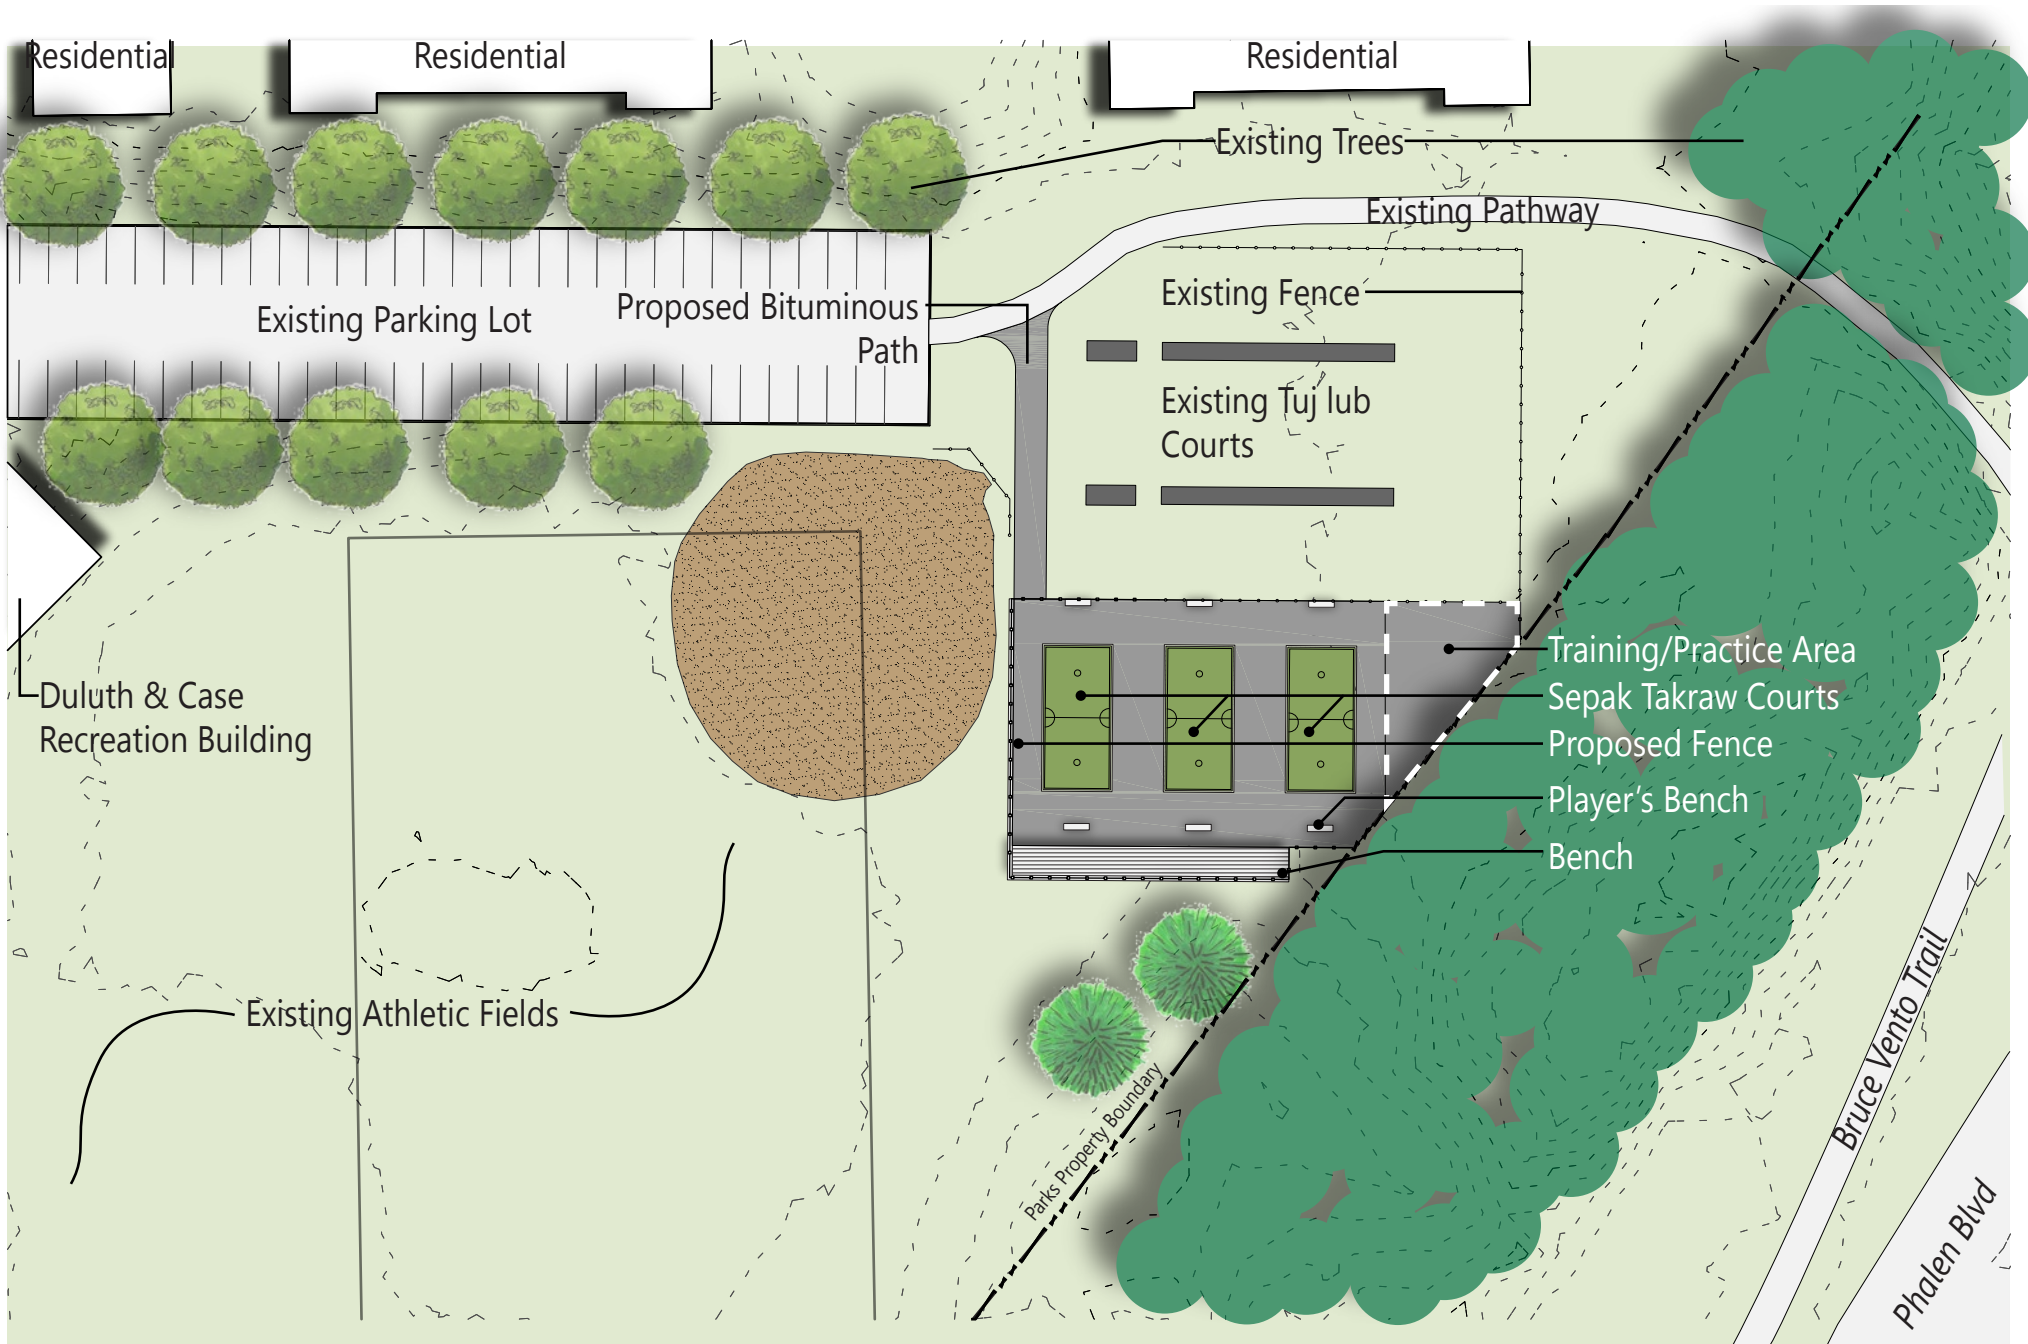 Residential
Residential
Residential
Existing Trees
Existing Pathway
Existing Fence
Proposed Bituminous
Path
Existing Parking Lot
Existing Tuj lub
Courts
Training/Practice Area
Sepak Takraw Courts
Proposed Fence
Player's Bench
Bench
Duluth & Case
Recreation Building
Existing Athletic Fields
Parks Property Boundary
Bruce Vento Trail
Phalen Blvd